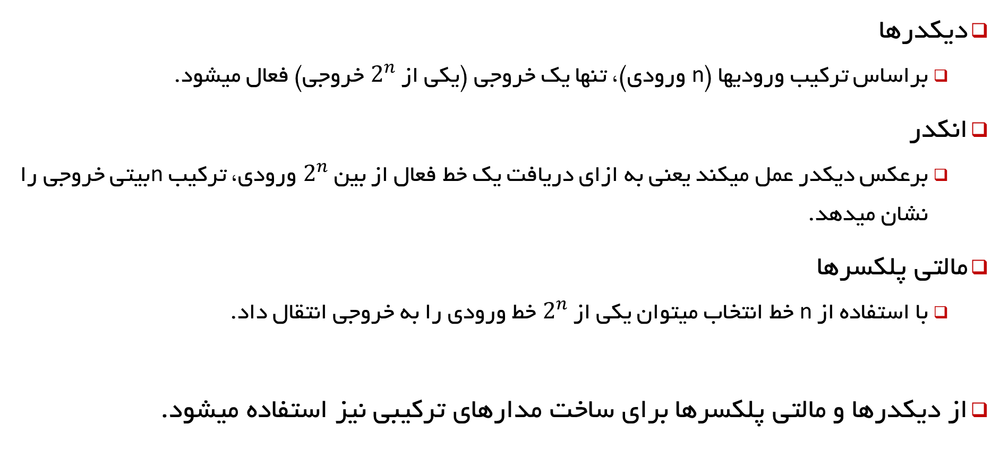 دیکدرها
براساس ترکیب ورودیها (n ورودی)، تنها یک خروجی (یکی از 2ⁿ خروجی) فعال میشود.
انکدر
برعکس دیکدر عمل میکند یعنی به ازای دریافت یک خط فعال از بین 2ⁿ ورودی، ترکیب nبیتی خروجی را
نشان میدهد.
مالتی پلکسرها
با استفاده از n خط انتخاب میتوان یکی از 2ⁿ خط ورودی را به خروجی انتقال داد.
از دیکدرها و مالتی پلکسرها برای ساخت مدارهای ترکیبی نیز استفاده میشود.